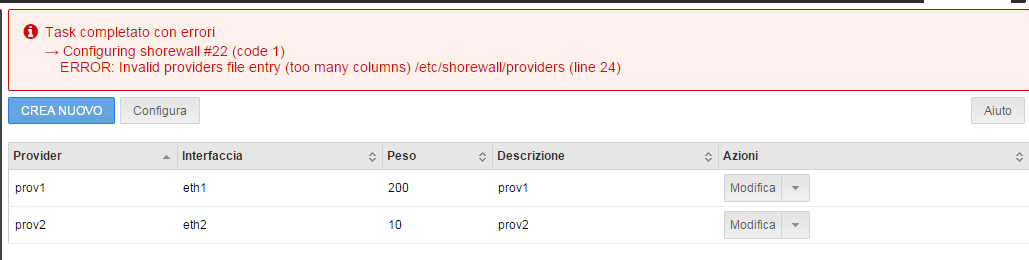 Task completato con errori
→ Configuring shorewall #22 (code 1)
ERROR: Invalid providers file entry (too many columns) /etc/shorewall/providers (line 24)
CREA NUOVO Configura Aiuto
Provider Interfaccia Peso Descrizione Azioni
prov1 eth1 200 prov1 Modifica
prov2 eth2 10 prov2 Modifica